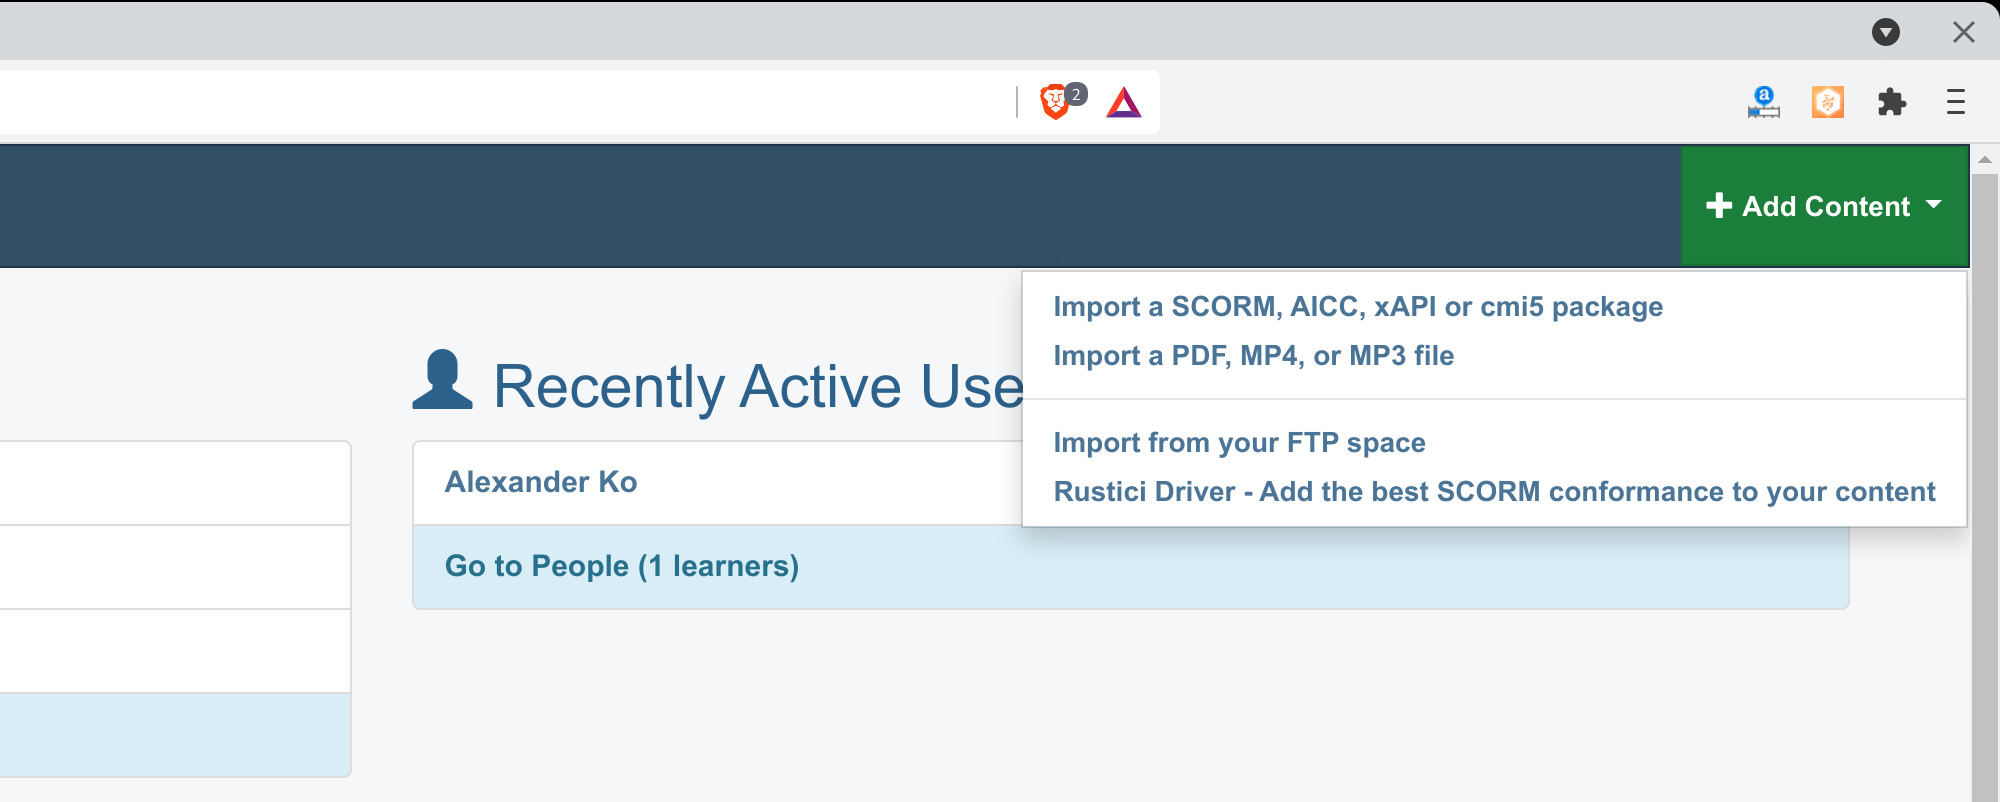 2
Add Content
Import a SCORM, AICC, xAPI or cmi5 package
Import a PDF, MP4, or MP3 file
Import from your FTP space
Rustici Driver - Add the best SCORM conformance to your content
Recently Active Use
Alexander Ko
Go to People (1 learners)